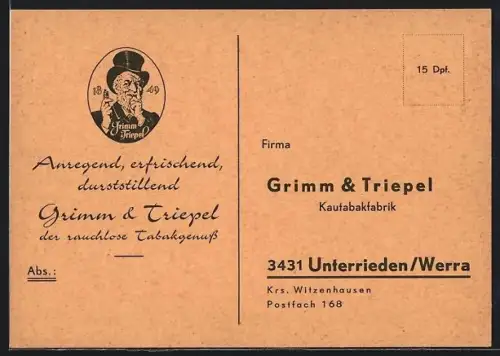 18 49
Grimm
Triepel
Anregend, erfrischend,
durststillend
Grimm & Triepel
der rauchlose Tabakgenuß
Abs.:
15 Dpf.
Firma
Grimm & Triepel
Kautabakfabrik
3431 Unterrieden/Werra
Krs. Witzenhausen
Postfach 168